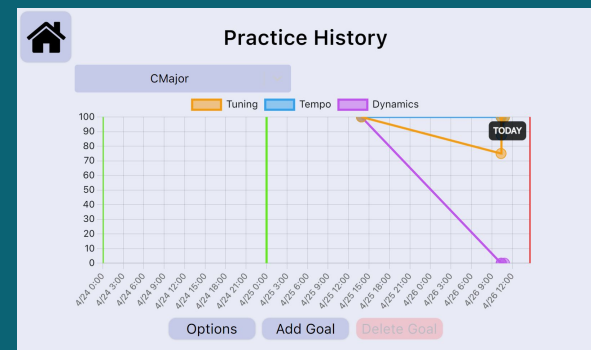 Practice History
CMajor
Tuning Tempo Dynamics
100
90
80
70
60
50
40
30
20
10
0
TODAY
4/24 0:00 4/24 3:00 4/24 6:00 4/24 9:00 4/24 12:00 4/24 15:00 4/24 18:00 4/24 21:00 4/25 0:00 4/25 3:00 4/25 6:00 4/25 9:00 4/25 12:00 4/25 15:00 4/25 18:00 4/25 21:00 4/26 0:00 4/26 3:00 4/26 6:00 4/26 9:00 4/26 12:00
Options Add Goal Delete Goal